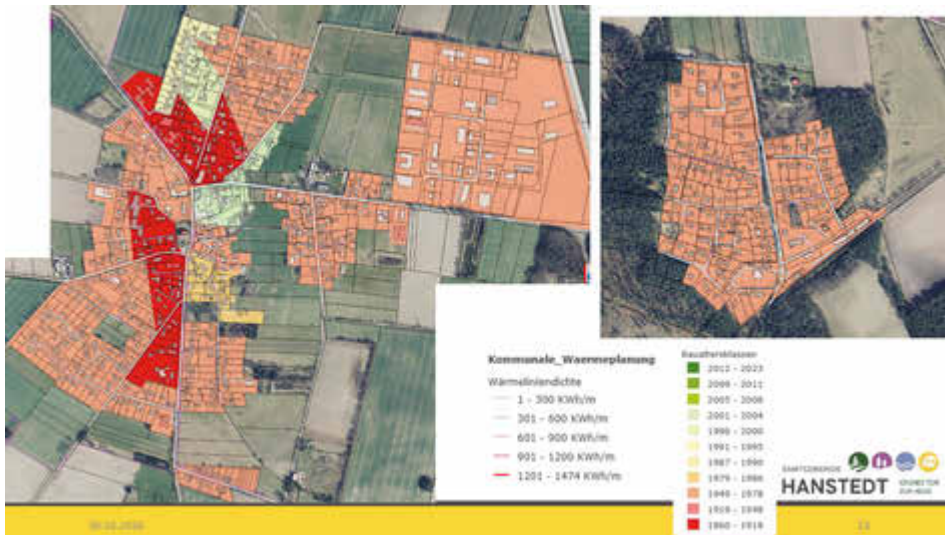 Kommunale_Waermeplanung
Wärmeliniendichte
1 - 300 KWh/m
301 - 600 KWh/m
601 - 900 KWh/m
901 - 1200 KWh/m
1201 - 1474 KWh/m
Baualtersklassen
2012 - 2023
2009 - 2011
2005 - 2008
2001 - 2004
1996 - 2000
1991 - 1995
1987 - 1990
1979 - 1986
1949 - 1978
1919 - 1948
1860 - 1918
SAMTGEMEINDE
HANSTEDT
13